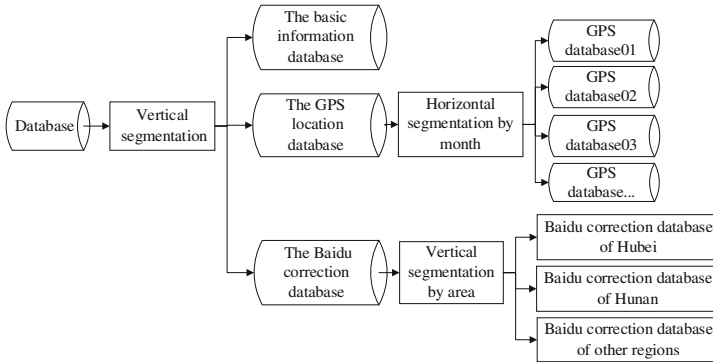 Database
Vertical
segmentation
The basic
information
database
The GPS
location
database
Horizontal
segmentation by
month
GPS
database01
GPS
database02
GPS
database03
GPS
database...
The Baidu
correction
database
Vertical
segmentation
by area
Baidu correction database
of Hubei
Baidu correction database
of Hunan
Baidu correction database
of other regions